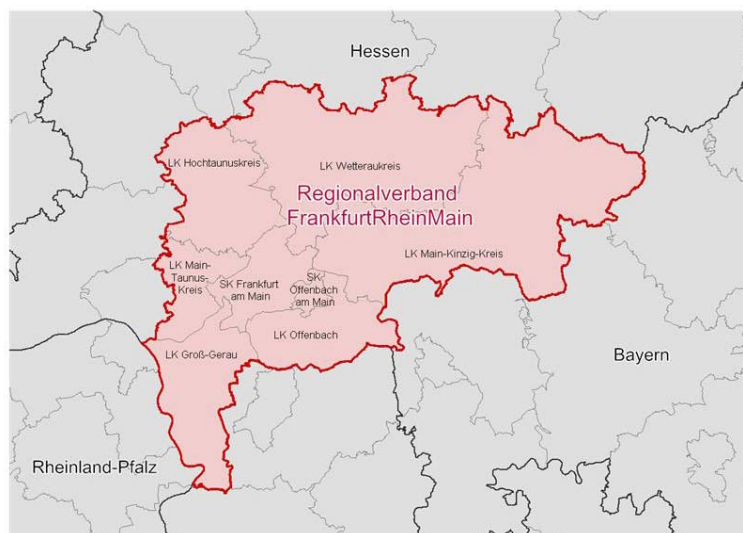 Hessen
LK Hochtaunuskreis
LK Wetteraukreis
Regionalverband
FrankfurtRheinMain
LK Main-Kinzig-Kreis
LK Main-
Taunus-
Kreis
SK Frankfurt
am Main
SK
Offenbach
am Main
LK Offenbach
LK Groß-Gerau
Bayern
Rheinland-Pfalz